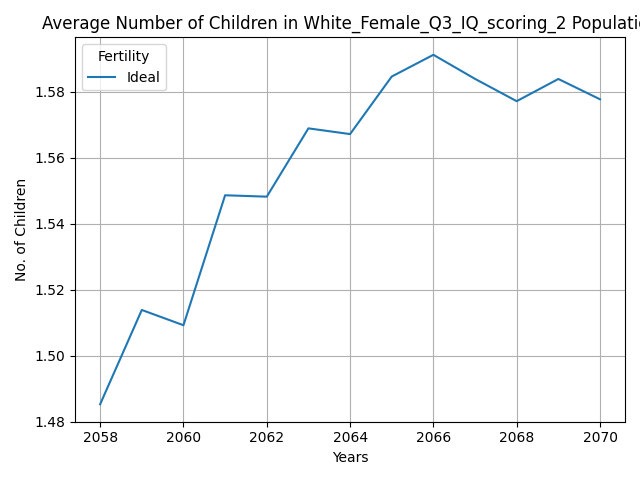 Average Number of Children in White_Female_Q3_IQ_scoring_2 Populatio
Fertility
Ideal
No. of Children
1.58
1.56
1.54
1.52
1.50
1.48
2058 2060 2062 2064 2066 2068 2070
Years